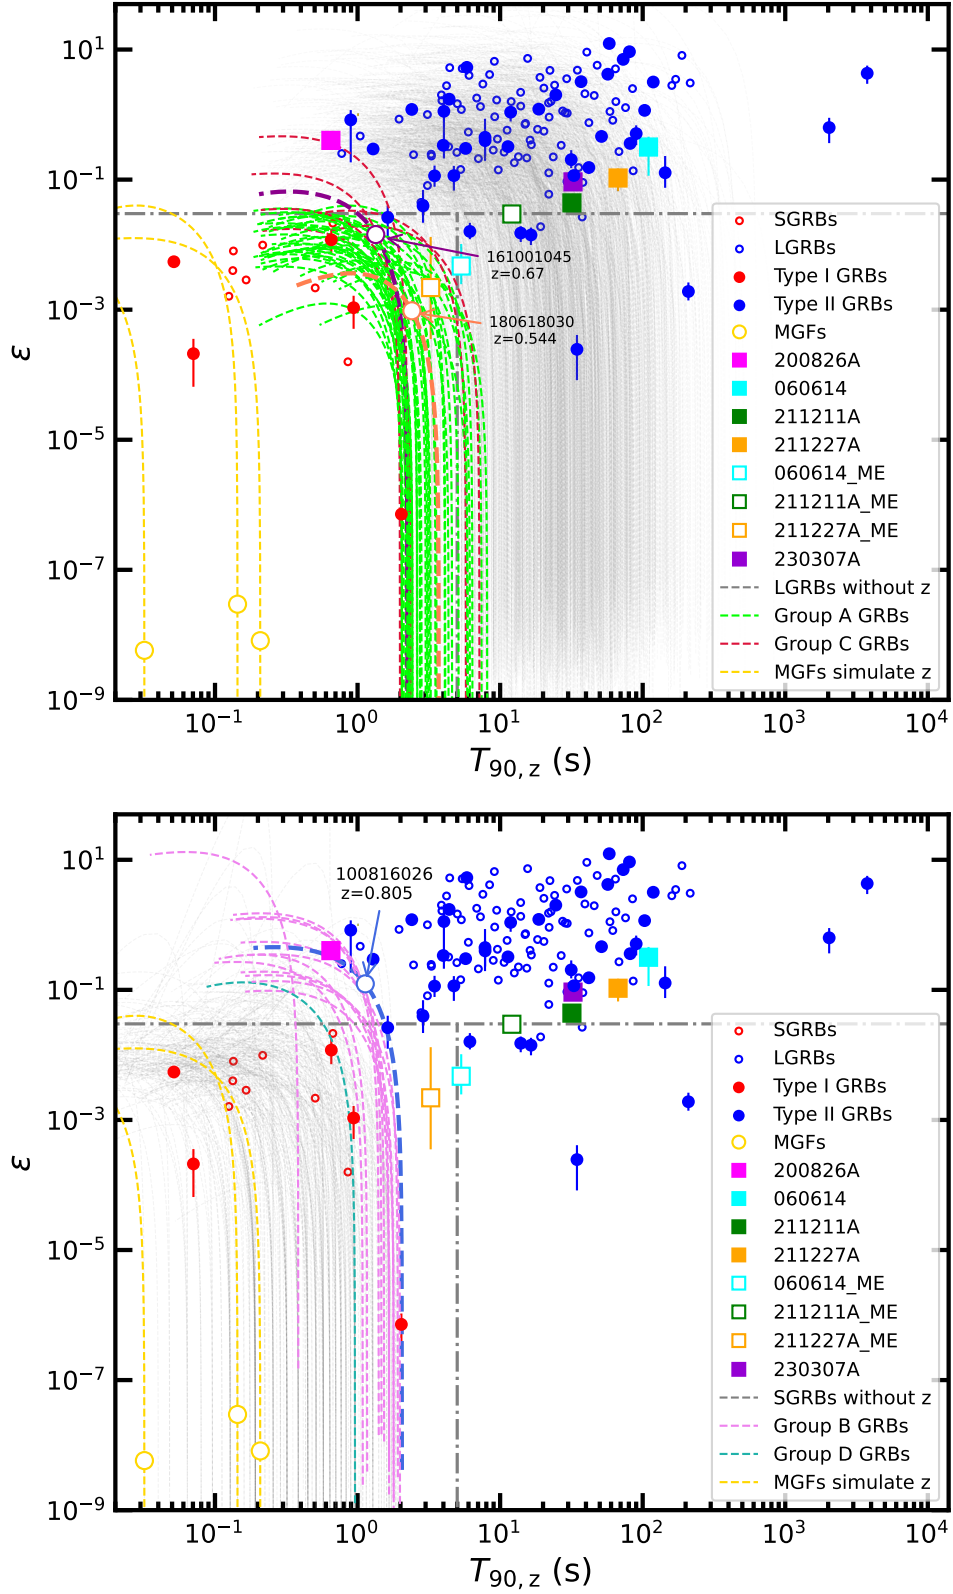 10^1
10^-1
10^-3
10^-5
10^-7
10^-9
ε
161001045
z=0.67
180618030
z=0.544
SGRBs
LGRBs
Type I GRBs
Type II GRBs
MGFs
200826A
060614
211211A
211227A
060614_ME
211211A_ME
211227A_ME
230307A
LGRBs without z
Group A GRBs
Group C GRBs
MGFs simulate z
10^-1 10^0 10^1 10^2 10^3 10^4
T90, z (s)
10^1
10^-1
10^-3
10^-5
10^-7
10^-9
ε
100816026
z=0.805
SGRBs
LGRBs
Type I GRBs
Type II GRBs
MGFs
200826A
060614
211211A
211227A
060614_ME
211211A_ME
211227A_ME
230307A
SGRBs without z
Group B GRBs
Group D GRBs
MGFs simulate z
10^-1 10^0 10^1 10^2 10^3 10^4
T90, z (s)